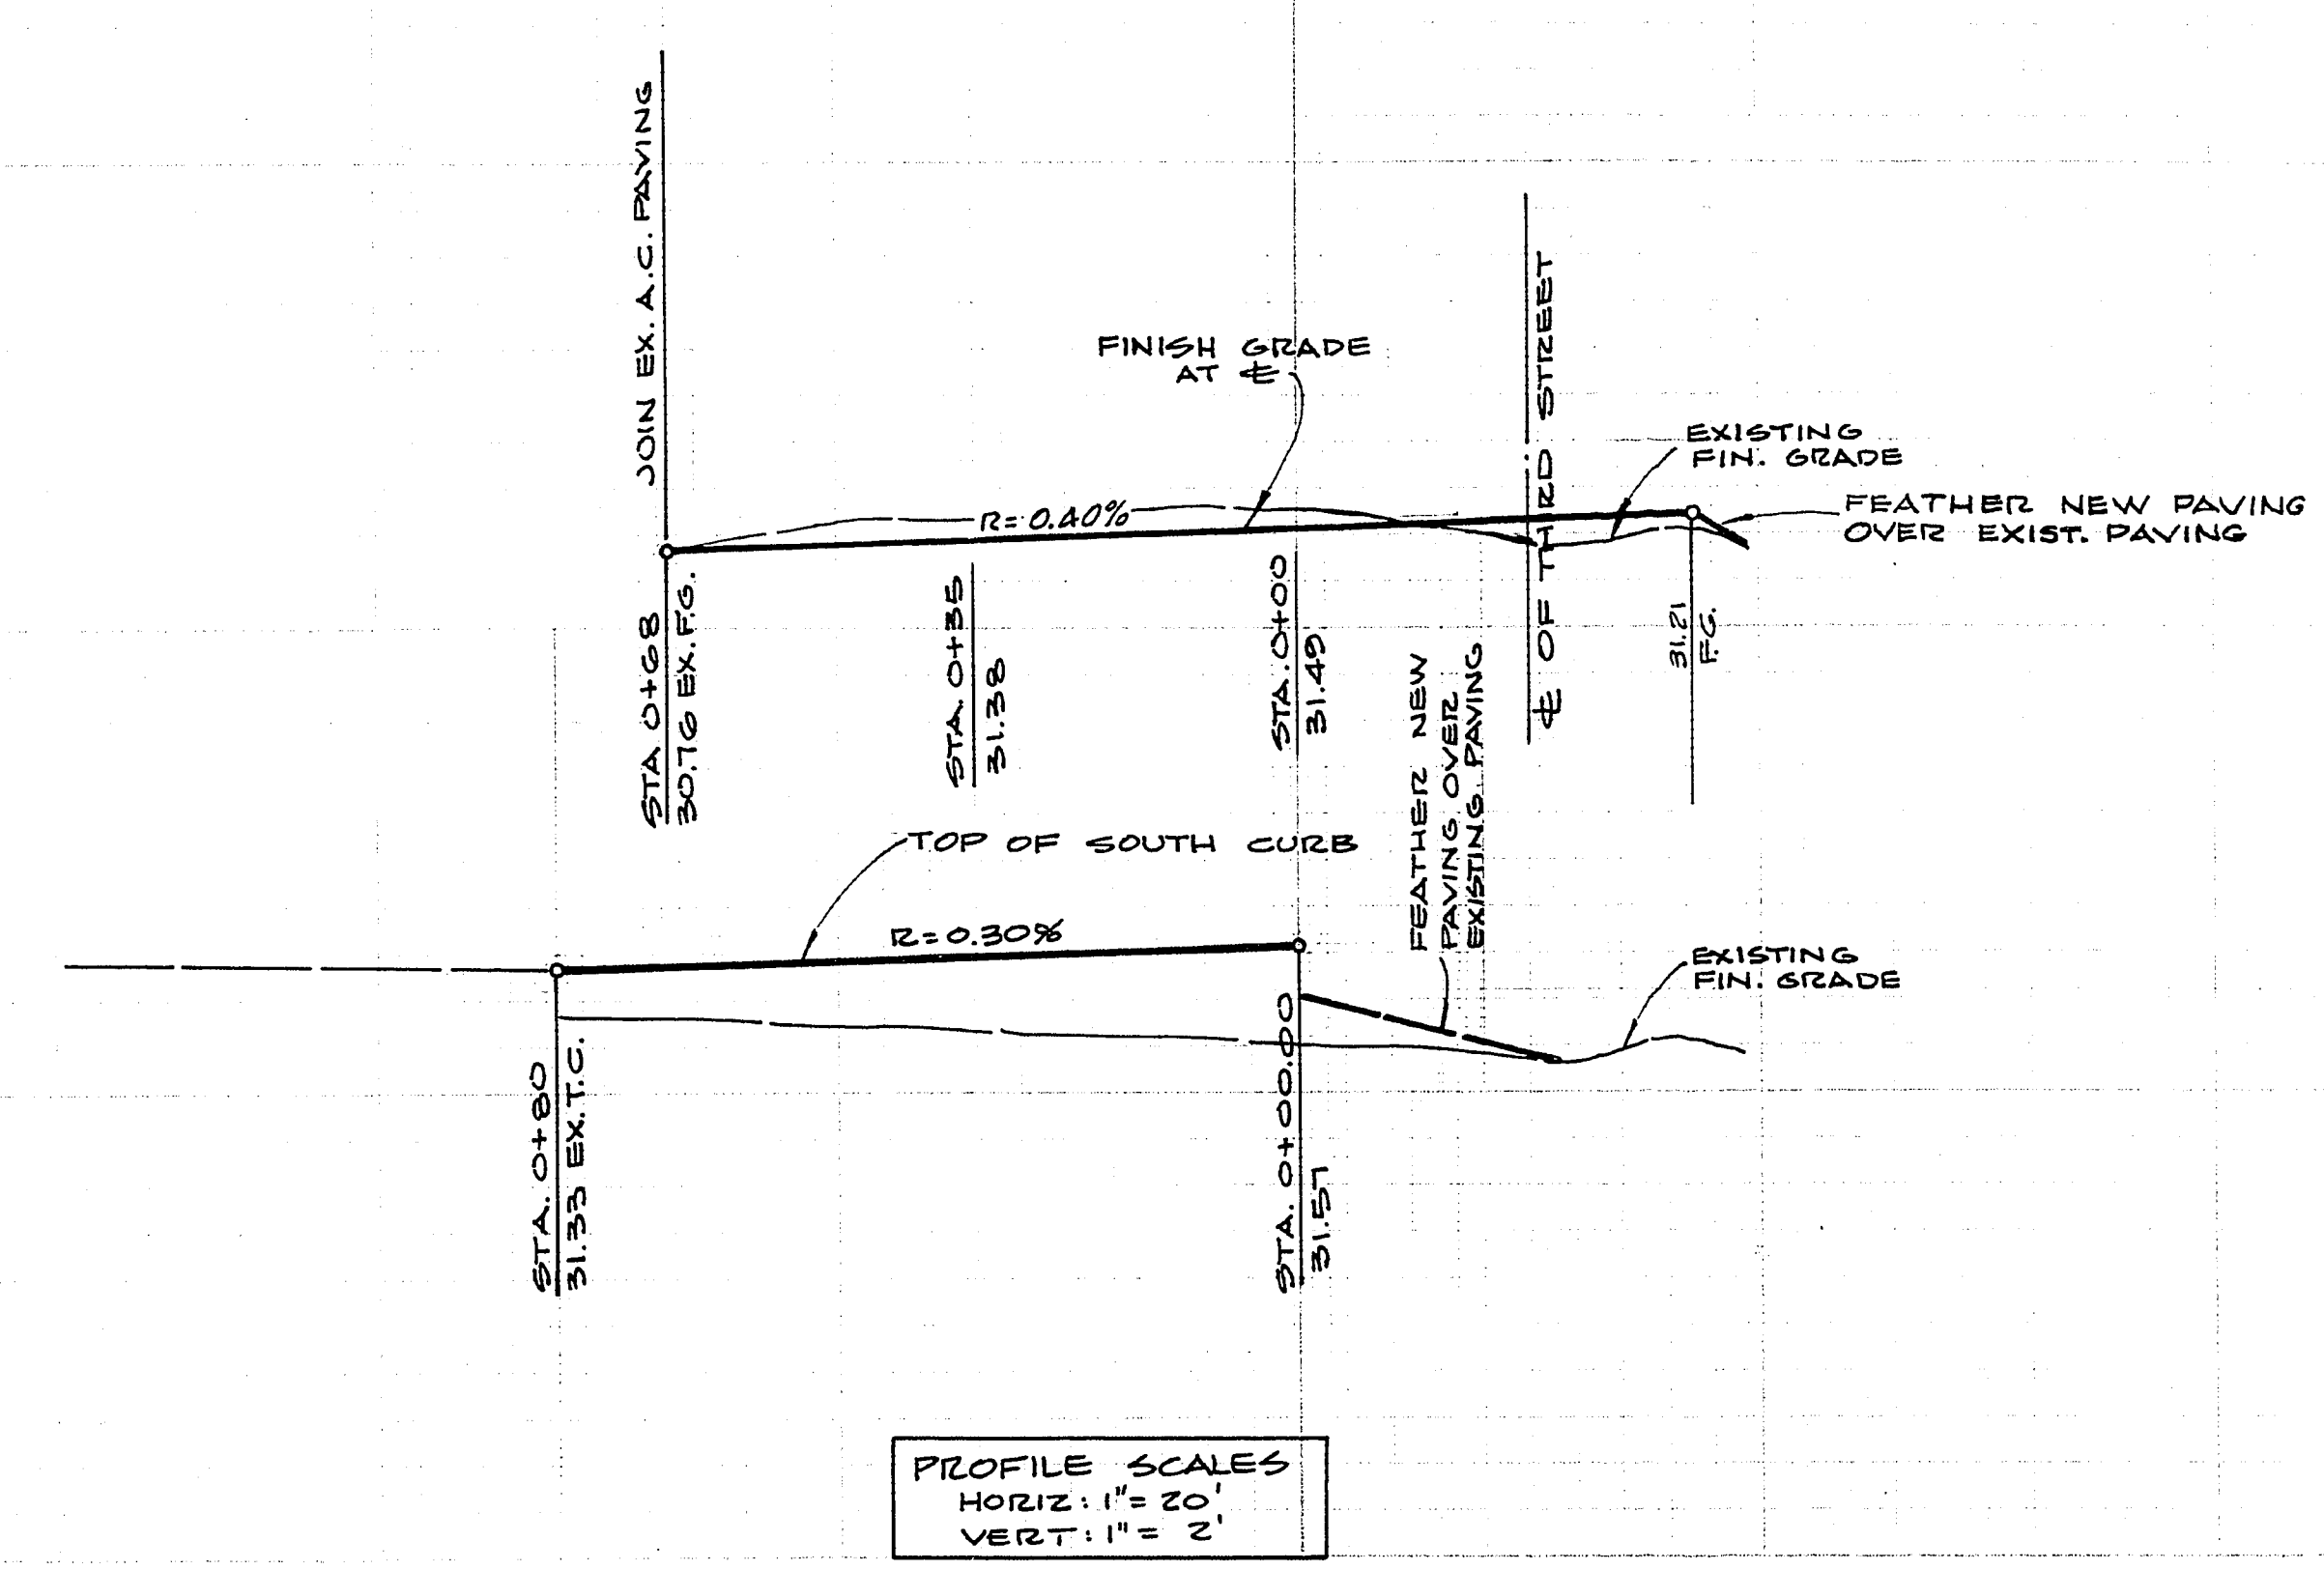 JOIN EX. A.C. PAVING
FINISH GRADE
AT ℄
R=0.40%
℄ OF THIRD STREET
EXISTING
FIN. GRADE
FEATHER NEW PAVING
OVER EXIST. PAVING
STA 0+68
30.76 EX.F.G.
STA. 0+35
31.38
STA. 0+00
31.49
31.21
F.G.
FEATHER NEW
PAVING OVER
EXISTING PAVING
TOP OF SOUTH CURB
R=0.30%
EXISTING
FIN. GRADE
STA. 0+80
31.33 EX.T.C.
STA. 0+00.00
31.57
PROFILE SCALES
HORIZ: 1"= 20'
VERT: 1"= 2'